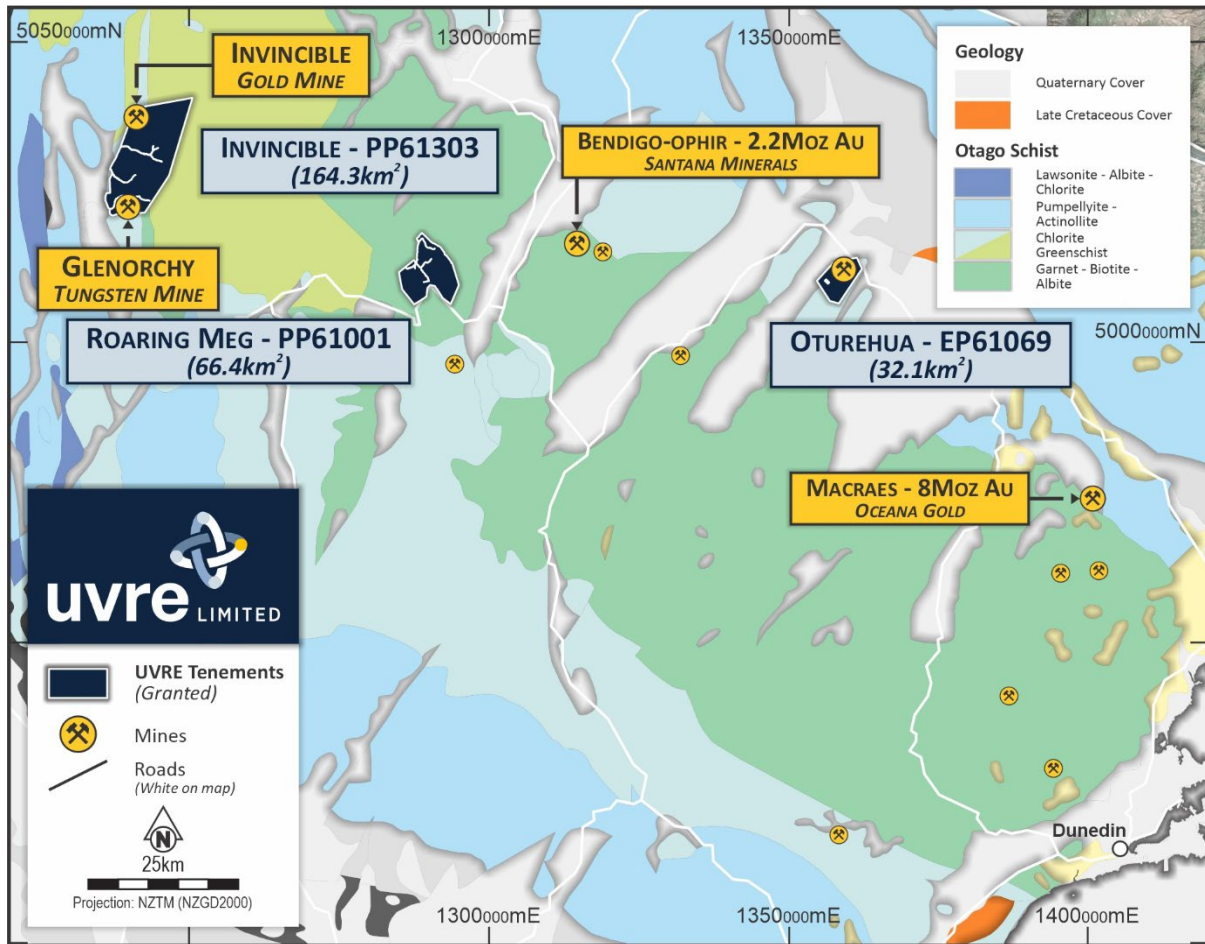 5050000mN
1300000mE
1350000mE
INVINCIBLE
GOLD MINE
INVINCIBLE - PP61303
(164.3km²)
BENDIGO-OPHIR - 2.2MOZ AU
SANTANA MINERALS
GLENORCHY
TUNGSTEN MINE
ROARING MEG - PP61001
(66.4km²)
OTUREHUA - EP61069
(32.1km²)
5000000mN
MACRAES - 8MOZ AU
OCEANA GOLD
Geology
Quaternary Cover
Late Cretaceous Cover
Otago Schist
Lawsonite - Albite -
Chlorite
Pumpellyite -
Actinollite
Chlorite
Greenschist
Garnet - Biotite -
Albite
uvre LIMITED
UVRE Tenements
(Granted)
Mines
Roads
(White on map)
N
25km
Projection: NZTM (NZGD2000)
Dunedin
1300000mE
1350000mE
1400000mE